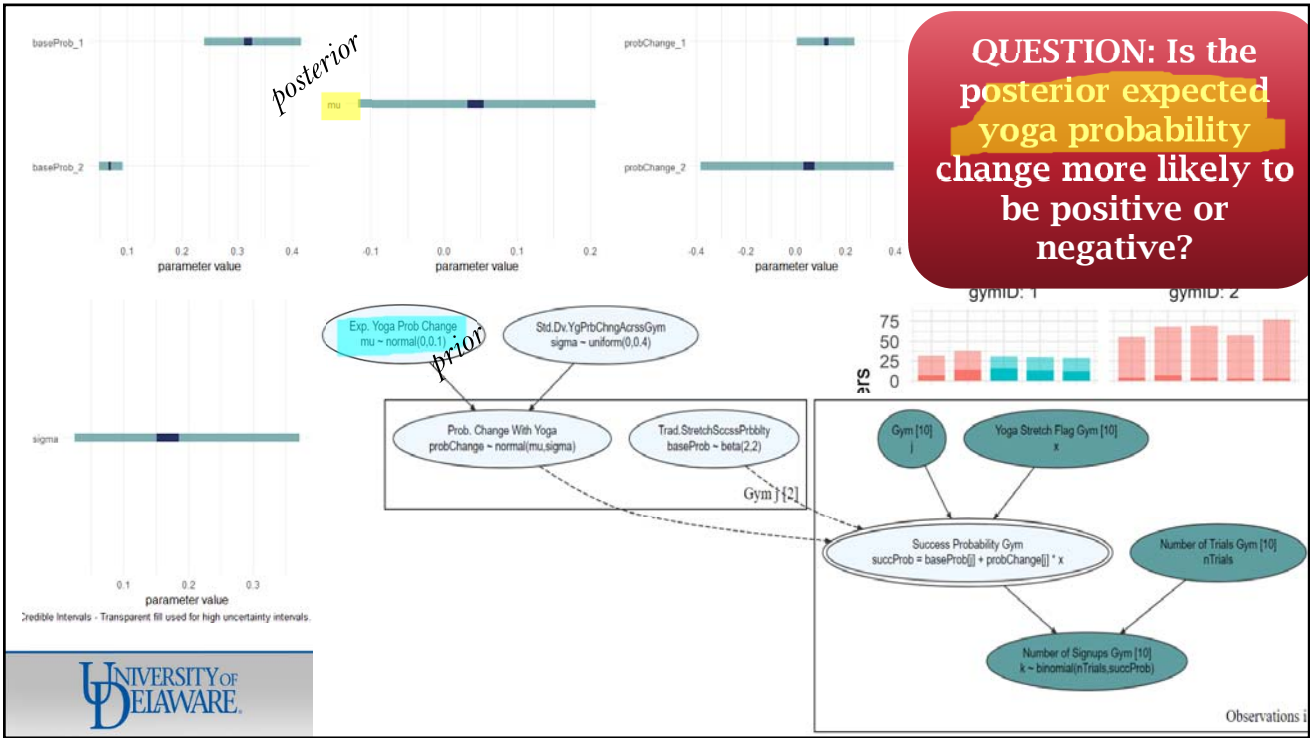 baseProb_1
baseProb_2
0.1 0.2 0.3 0.4
parameter value
posterior
mu
-0.1 0.0 0.1 0.2
parameter value
probChange_1
probChange_2
-0.4 0.0 0.2 0.4
parameter value
QUESTION: Is the
posterior expected
yoga probability
change more likely to
be positive or
negative?
sigma
0.1 0.2 0.3
parameter value
Credible Intervals - Transparent fill used for high uncertainty intervals.
Exp. Yoga Prob Change
mu ~ normal(0,0.1)
prior
Std.Dv.YgPrbChngAcrssGym
sigma ~ uniform(0,0.4)
Prob. Change With Yoga
probChange ~ normal(mu,sigma)
Trad.StretchSccssPrbblty
baseProb ~ beta(2,2)
Gym j [2]
gymID: 1
gymID: 2
75
50
25
0
ers
Gym [10]
j
Yoga Stretch Flag Gym [10]
x
Success Probability Gym
succProb = baseProb[j] + probChange[j] * x
Number of Trials Gym [10]
nTrials
Number of Signups Gym [10]
k ~ binomial(nTrials,succProb)
Observations i
UNIVERSITY OF
DELAWARE.